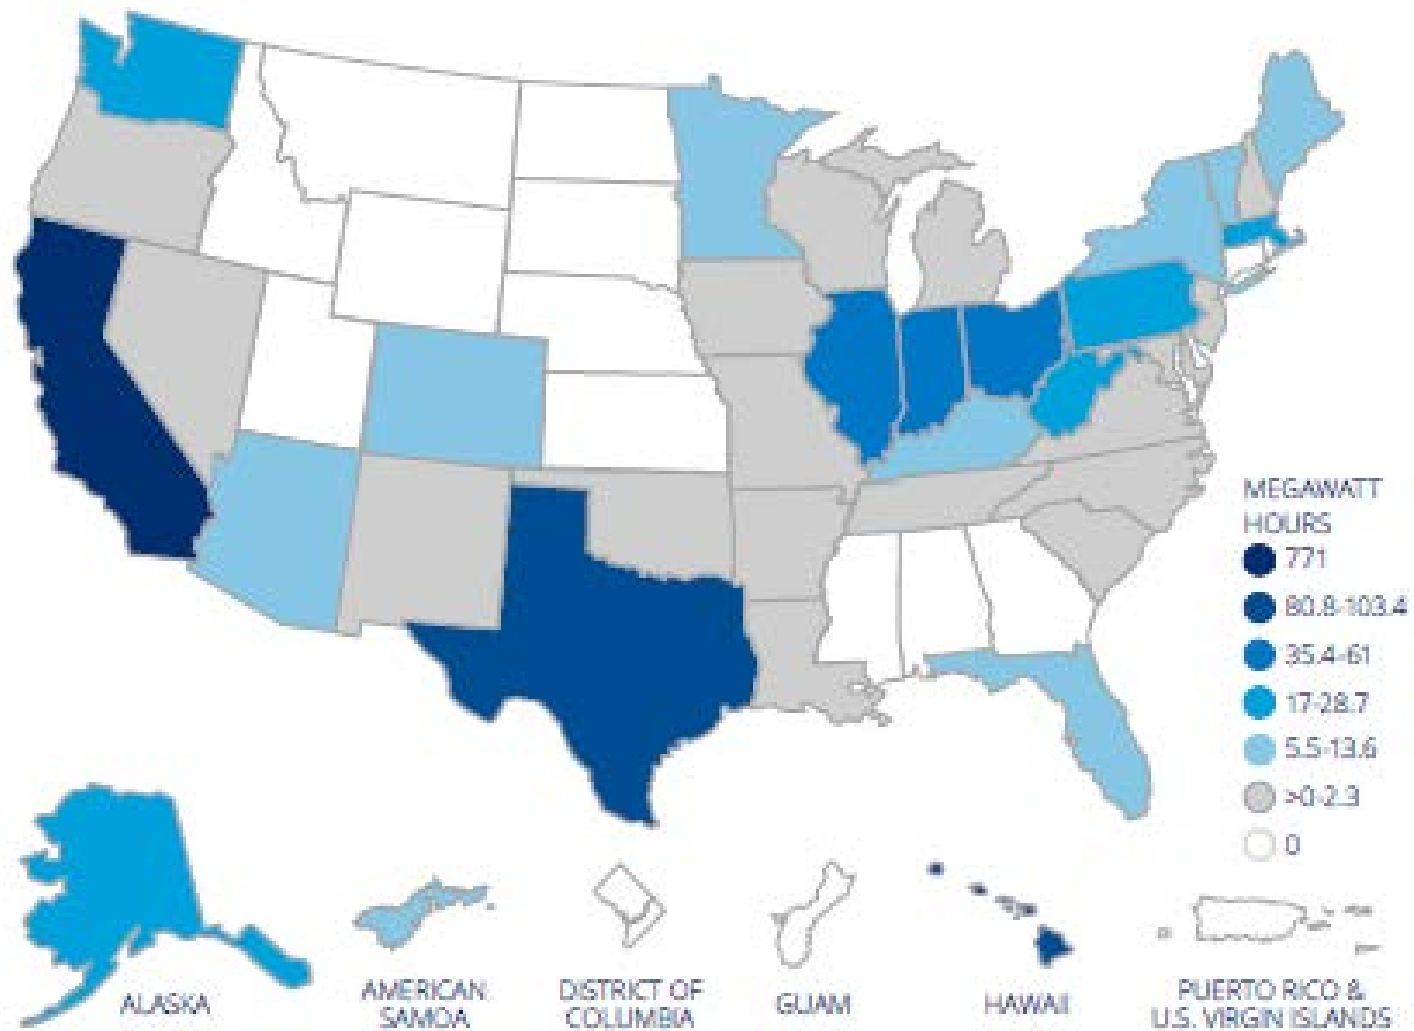 MEGAWATT
HOURS
771
80.8-103.4
35.4-61
17-28.7
5.5-13.6
>0-2.3
0
ALASKA
AMERICAN
SAMOA
DISTRICT OF
COLUMBIA
GUAM
HAWAII
PUERTO RICO &
U.S. VIRGIN ISLANDS